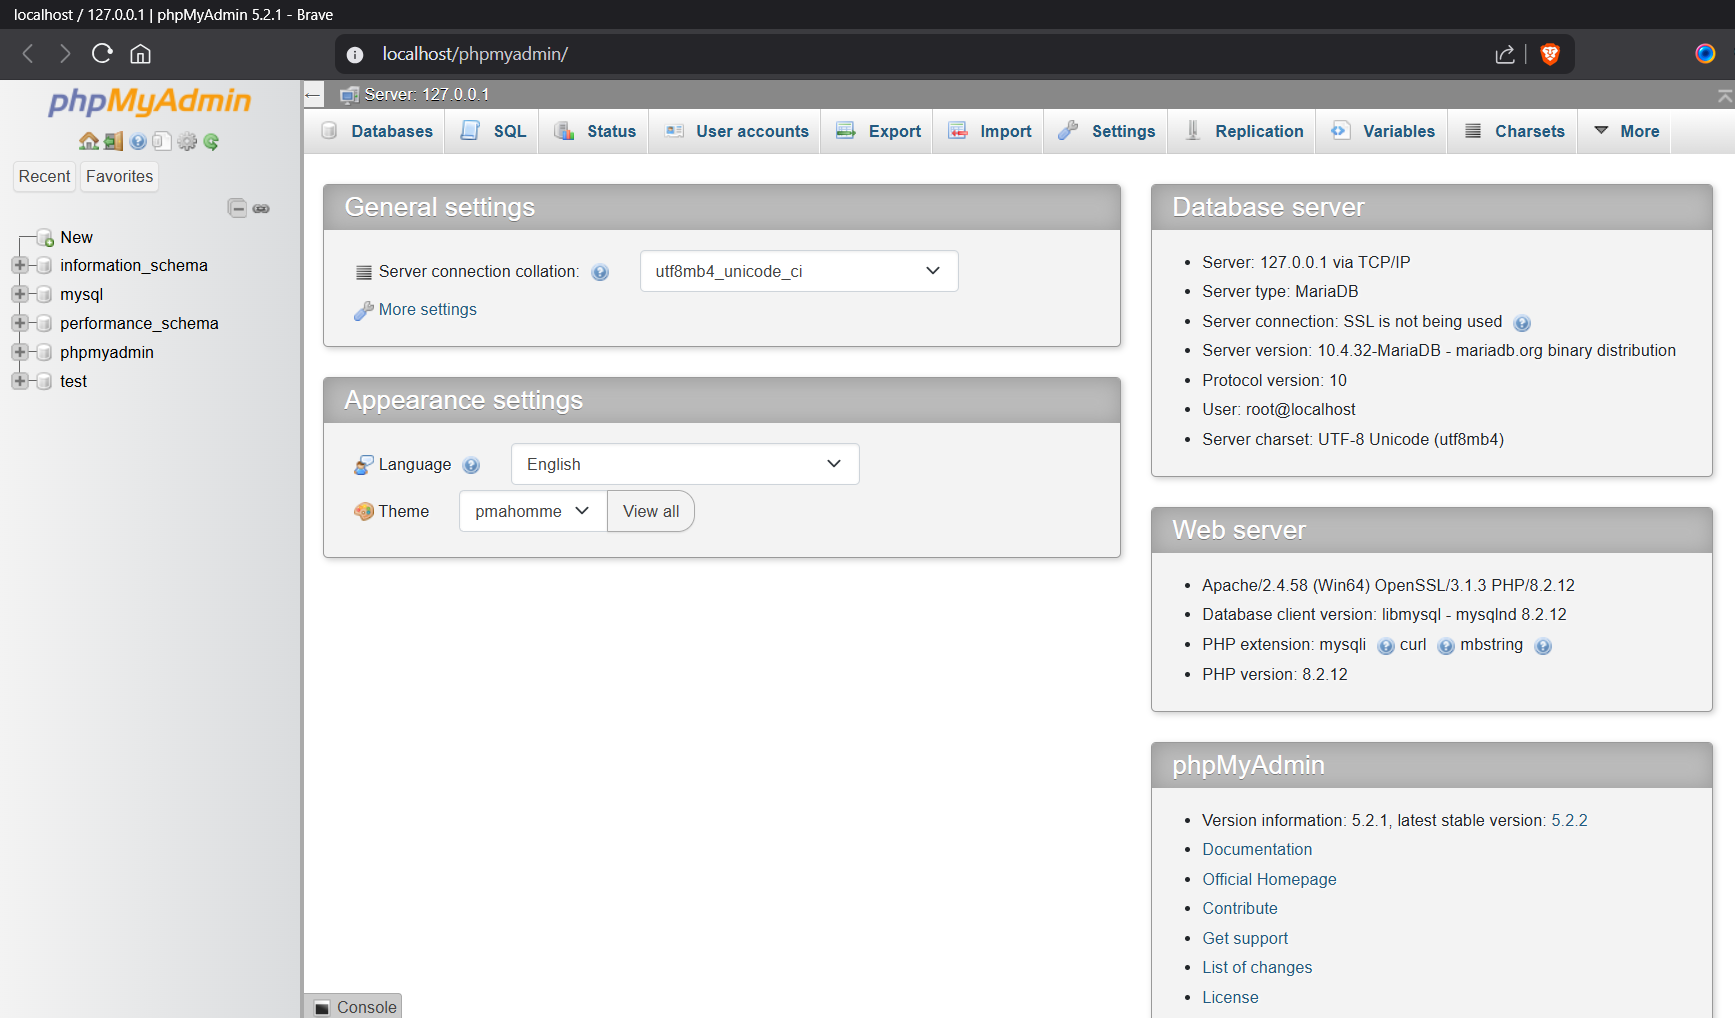 localhost / 127.0.0.1 | phpMyAdmin 5.2.1 - Brave
localhost/phpmyadmin/
phpMyAdmin
Recent
Favorites
New
information_schema
mysql
performance_schema
phpmyadmin
test
Server: 127.0.0.1
Databases
SQL
Status
User accounts
Export
Import
Settings
Replication
Variables
Charsets
More
General settings
Server connection collation:
utf8mb4_unicode_ci
More settings
Appearance settings
Language
English
Theme
pmahomme
View all
Database server
Server: 127.0.0.1 via TCP/IP
Server type: MariaDB
Server connection: SSL is not being used
Server version: 10.4.32-MariaDB - mariadb.org binary distribution
Protocol version: 10
User: root@localhost
Server charset: UTF-8 Unicode (utf8mb4)
Web server
Apache/2.4.58 (Win64) OpenSSL/3.1.3 PHP/8.2.12
Database client version: libmysql - mysqlnd 8.2.12
PHP extension: mysqli curl mbstring
PHP version: 8.2.12
phpMyAdmin
Version information: 5.2.1, latest stable version: 5.2.2
Documentation
Official Homepage
Contribute
Get support
List of changes
License
Console